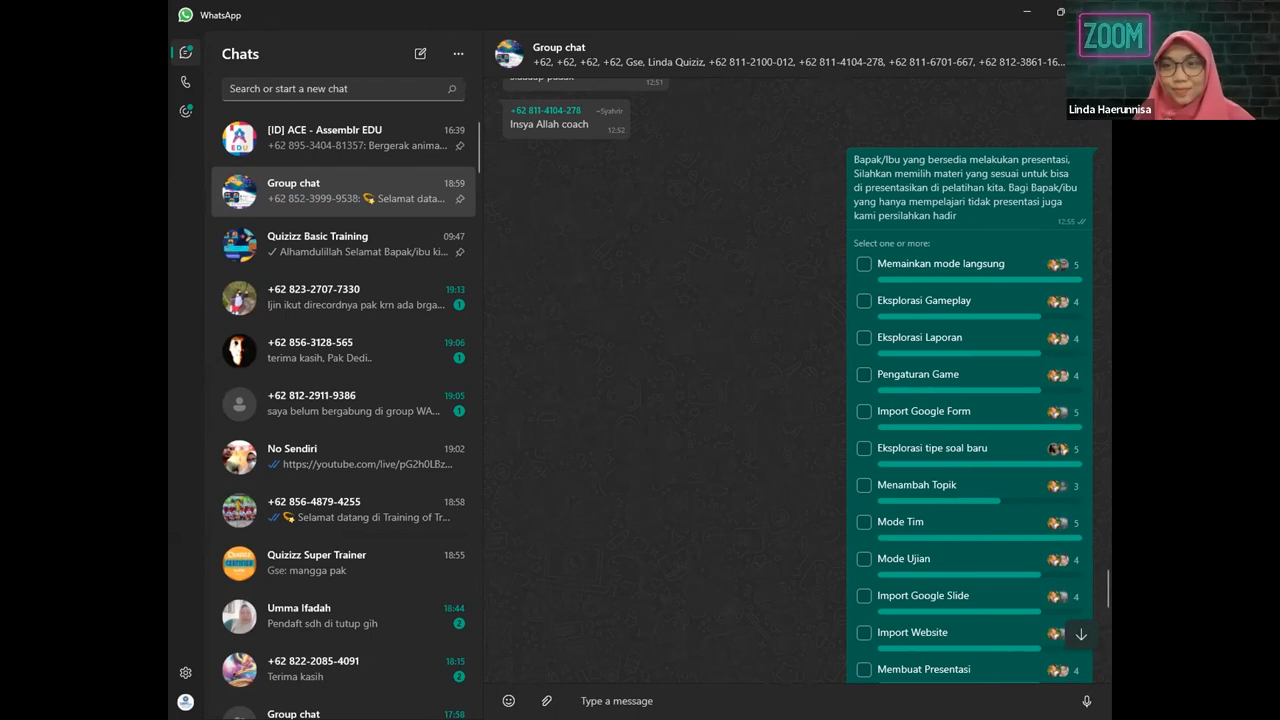 WhatsApp
Chats
Search or start a new chat
[ID] ACE - Assemblr EDU 16:39
+62 895-3404-81357: Bergerak anima...
Group chat 18:59
+62 852-3999-9538: 💫 Selamat data...
Quizizz Basic Training 09:47
Alhamdulillah Selamat Bapak/ibu ki...
+62 823-2707-7330 19:13
Ijin ikut direcordnya pak krn ada brga... 1
+62 856-3128-565 19:06
terima kasih, Pak Dedi.. 1
+62 812-2911-9386 19:05
saya belum bergabung di group WA... 1
No Sendiri 19:02
https://youtube.com/live/pG2h0LBz...
+62 856-4879-4255 18:58
💫 Selamat datang di Training of Tr...
Quizizz Super Trainer 18:55
Gse: mangga pak
Umma Ifadah 18:44
Pendaft sdh di tutup gih 2
+62 822-2085-4091 18:15
Terima kasih 2
Group chat 17:58
Group chat
+62, +62, +62, +62, Gse, Linda Quiziz, +62 811-2100-012, +62 811-4104-278, +62 811-6701-667, +62 812-3861-16...
12:51
+62 811-4104-278 ~Syahrir
Insya Allah coach 12:52
Bapak/Ibu yang bersedia melakukan presentasi,
Silahkan memilih materi yang sesuai untuk bisa
di presentasikan di pelatihan kita. Bagi Bapak/ibu
yang hanya mempelajari tidak presentasi juga
kami persilahkan hadir
12:55
Select one or more:
Memainkan mode langsung 5
Eksplorasi Gameplay 4
Eksplorasi Laporan 4
Pengaturan Game 4
Import Google Form 5
Eksplorasi tipe soal baru 5
Menambah Topik 3
Mode Tim 5
Mode Ujian 4
Import Google Slide 4
Import Website
Membuat Presentasi 4
Type a message
ZOOM
Linda Haerunnisa